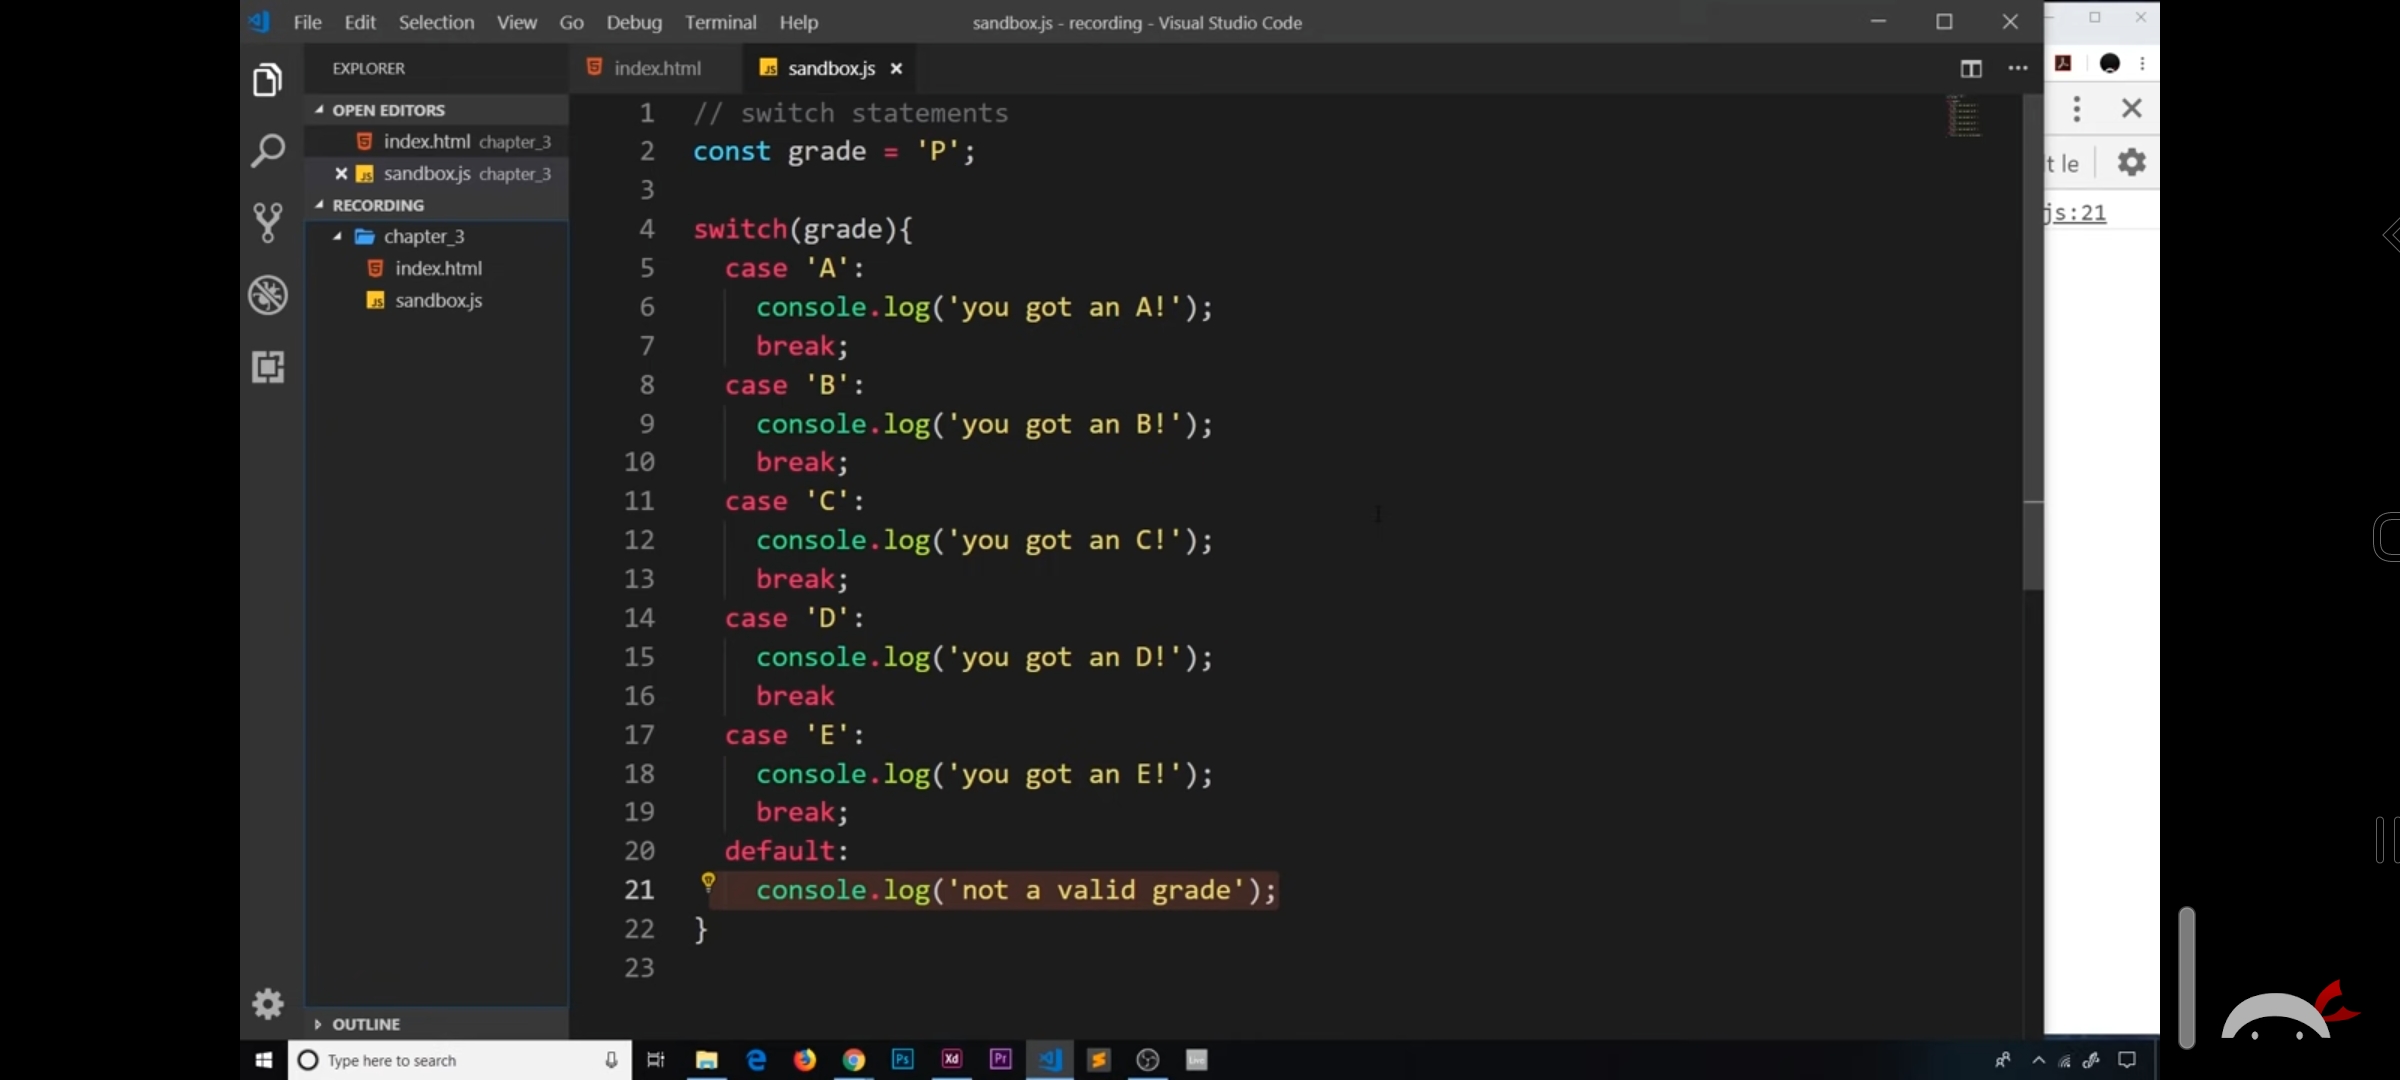 File Edit Selection View Go Debug Terminal Help
sandbox.js - recording - Visual Studio Code
EXPLORER
index.html
sandbox.js
OPEN EDITORS
index.html chapter_3
sandbox.js chapter_3
RECORDING
chapter_3
index.html
sandbox.js
OUTLINE
1 // switch statements
2 const grade = 'P';
3
4 switch(grade){
5 case 'A':
6 console.log('you got an A!');
7 break;
8 case 'B':
9 console.log('you got an B!');
10 break;
11 case 'C':
12 console.log('you got an C!');
13 break;
14 case 'D':
15 console.log('you got an D!');
16 break
17 case 'E':
18 console.log('you got an E!');
19 break;
20 default:
21 console.log('not a valid grade');
22 }
23
t le
js:21
Type here to search
Ps
Xd
Pr
Live